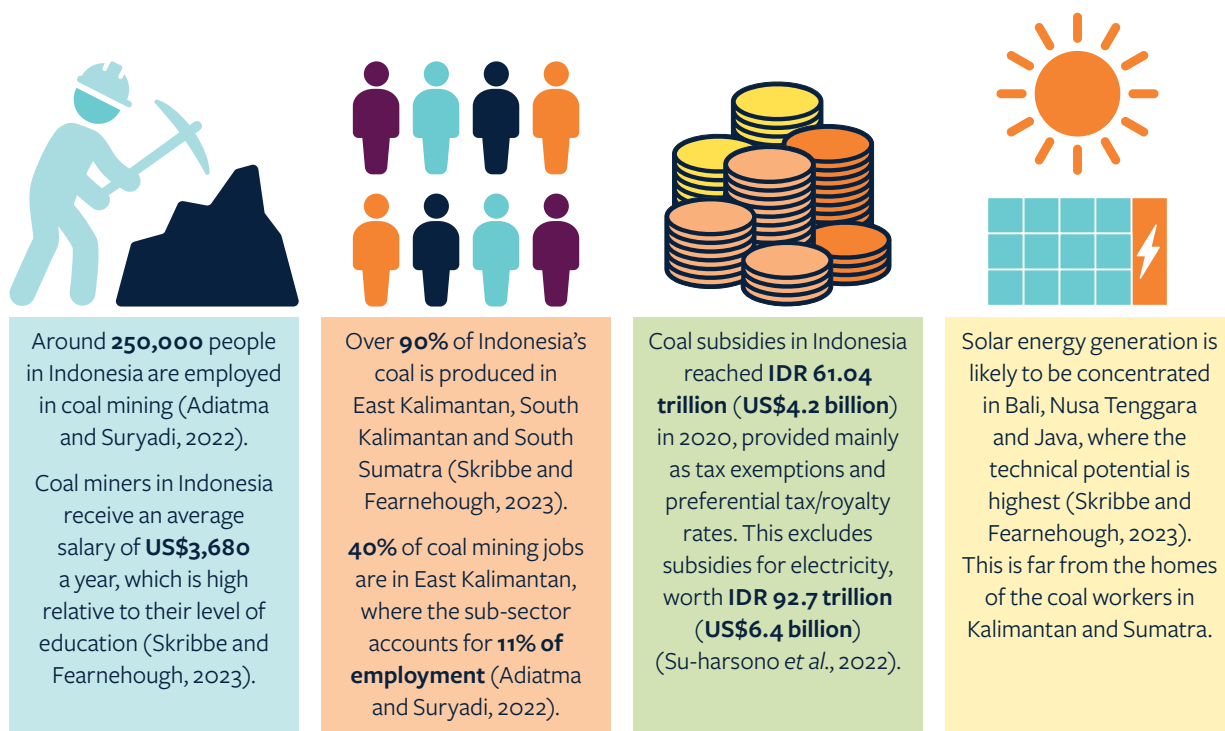 Around 250,000 people
in Indonesia are employed
in coal mining (Adiatma
and Suryadi, 2022).
Coal miners in Indonesia
receive an average
salary of US$3,680
a year, which is high
relative to their level of
education (Skribbe and
Fearnehough, 2023).
Over 90% of Indonesia's
coal is produced in
East Kalimantan, South
Kalimantan and South
Sumatra (Skribbe and
Fearnehough, 2023).
40% of coal mining jobs
are in East Kalimantan,
where the sub-sector
accounts for 11% of
employment (Adiatma
and Suryadi, 2022).
Coal subsidies in Indonesia
reached IDR 61.04
trillion (US$4.2 billion)
in 2020, provided mainly
as tax exemptions and
preferential tax/royalty
rates. This excludes
subsidies for electricity,
worth IDR 92.7 trillion
(US$6.4 billion)
(Su-harsono et al., 2022).
Solar energy generation is
likely to be concentrated
in Bali, Nusa Tenggara
and Java, where the
technical potential is
highest (Skribbe and
Fearnehough, 2023).
This is far from the homes
of the coal workers in
Kalimantan and Sumatra.